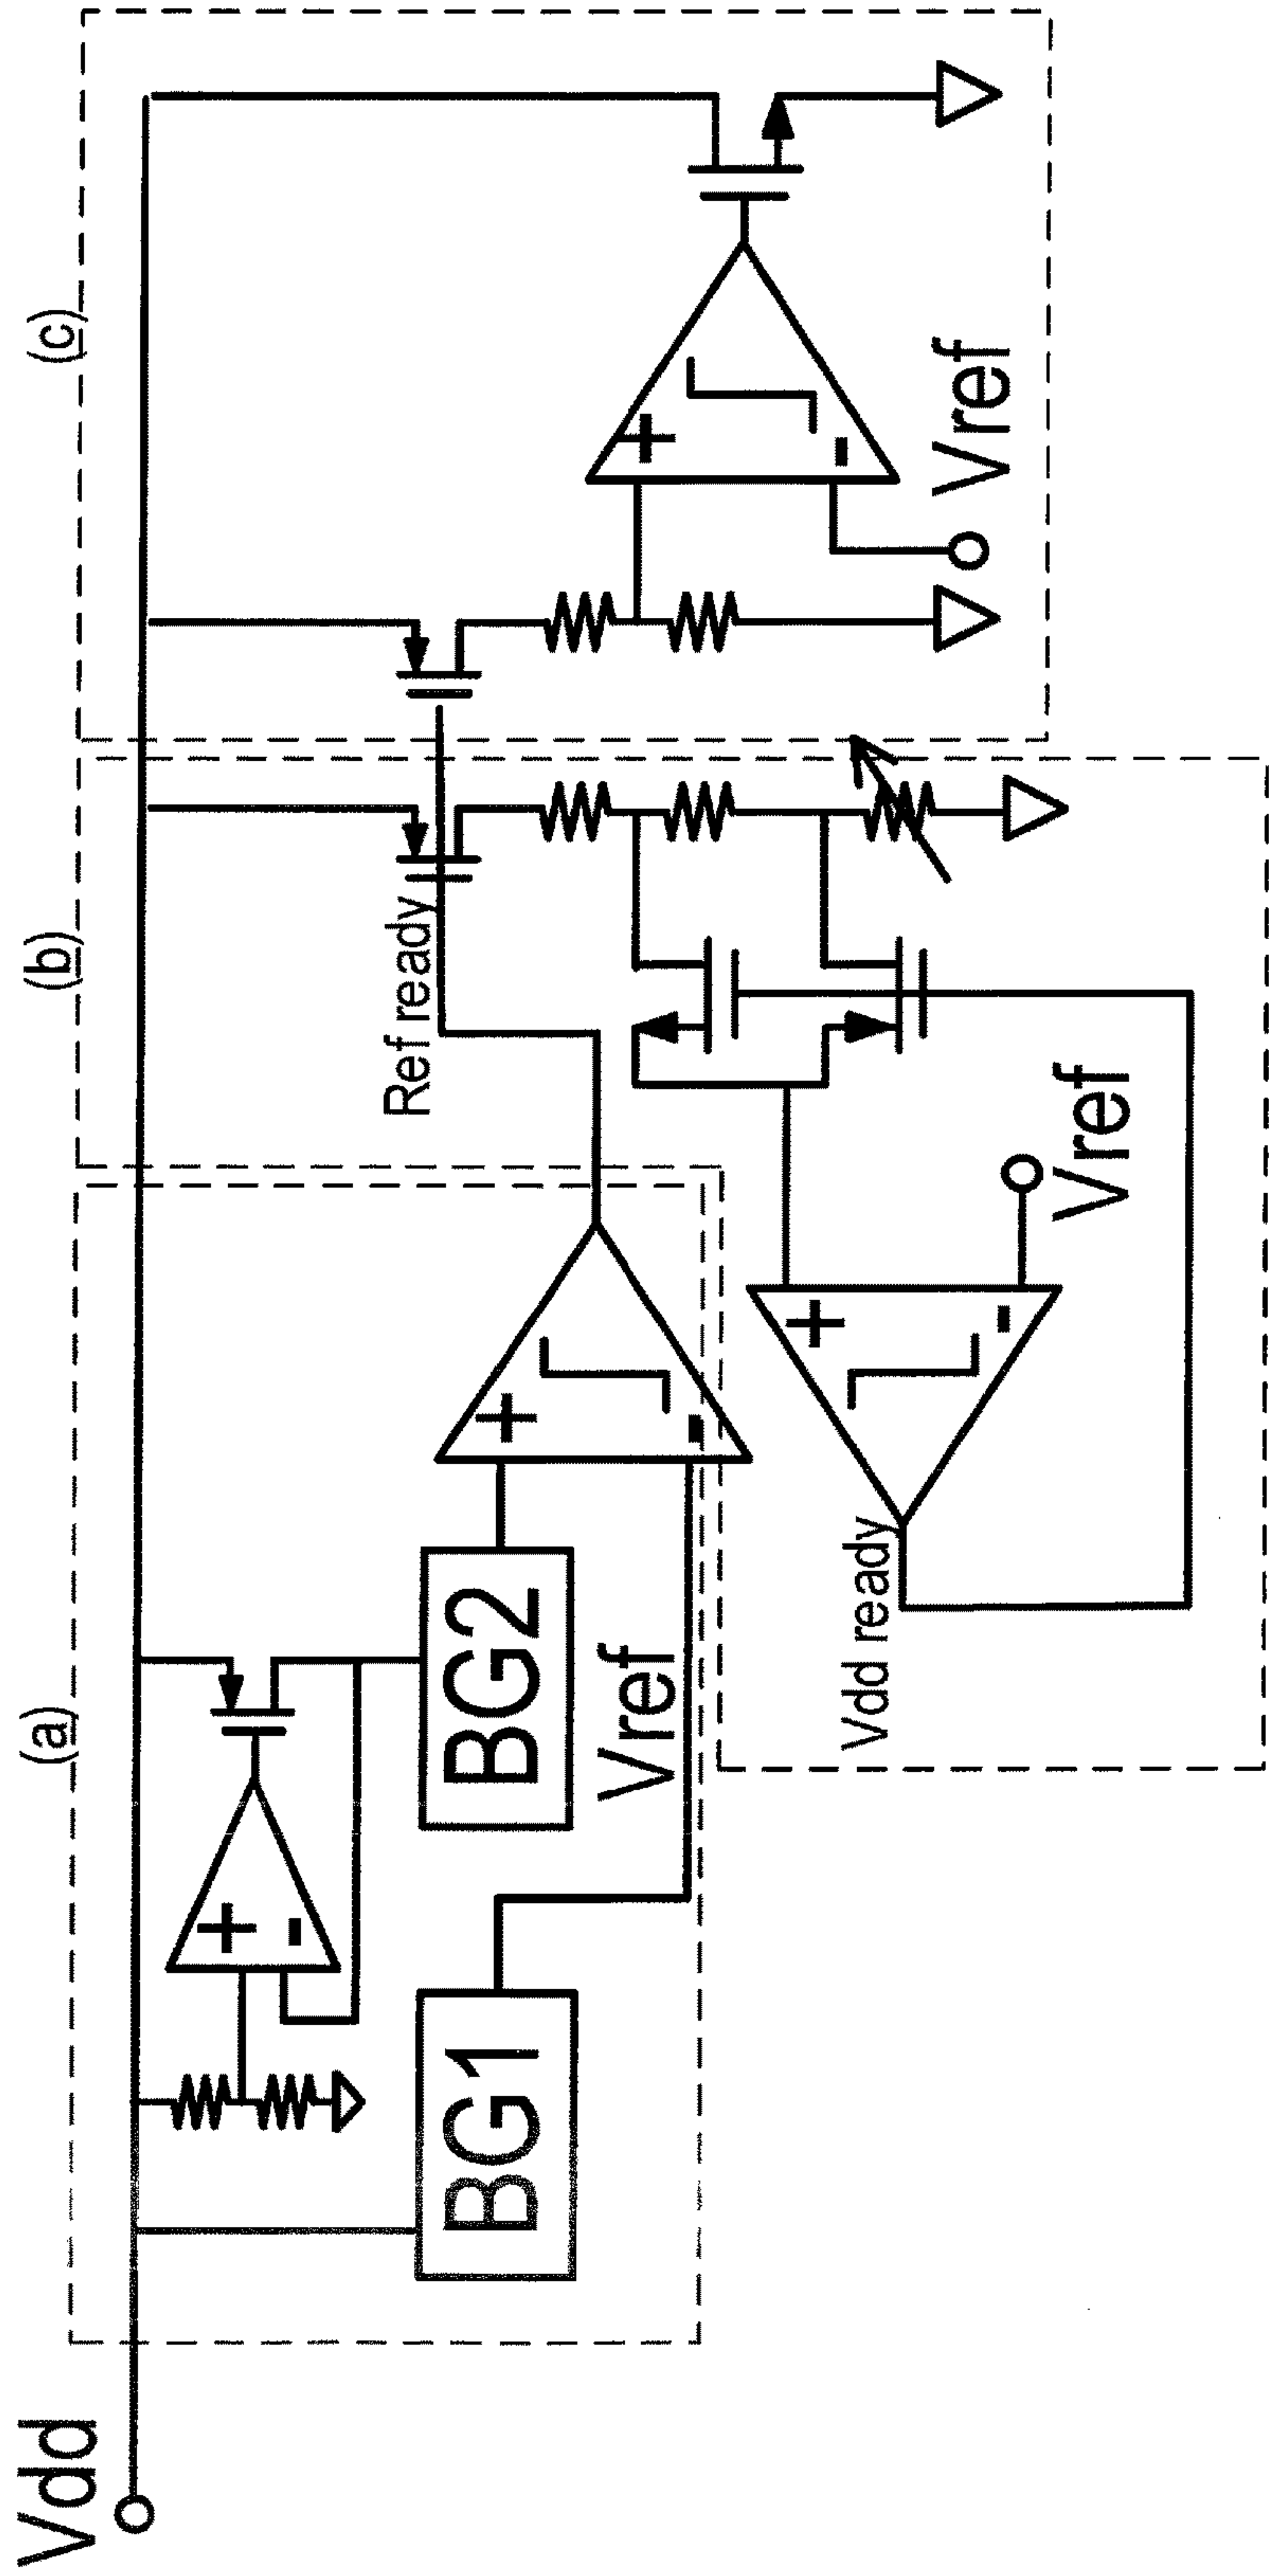 Vdd
(a)
(b)
(c)
BG1
BG2
Vref
Ref ready
Vdd ready
Vref
Vref
+
-
+
-
+
-
+
-